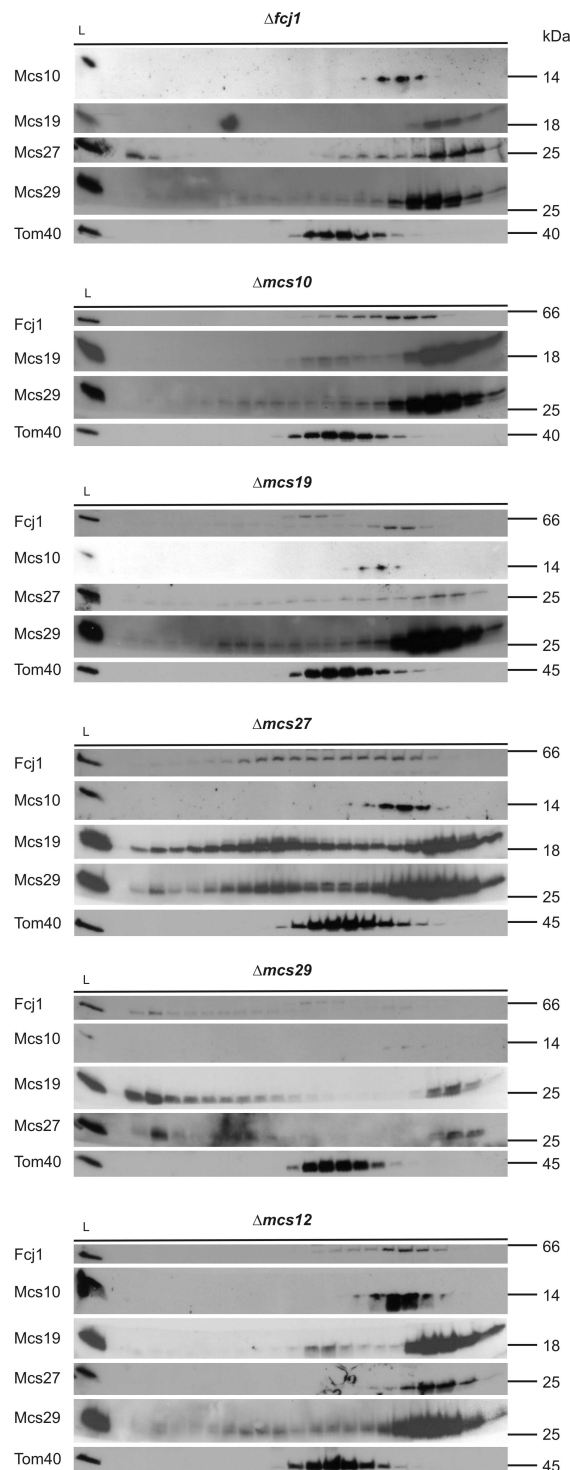 Δfcj1
L
kDa
Mcs10 14
Mcs19 18
Mcs27 25
Mcs29 25
Tom40 40
Δmcs10
L
Fcj1 66
Mcs19 18
Mcs29 25
Tom40 40
Δmcs19
L
Fcj1 66
Mcs10 14
Mcs27 25
Mcs29 25
Tom40 45
Δmcs27
L
Fcj1 66
Mcs10 14
Mcs19 18
Mcs29 25
Tom40 45
Δmcs29
L
Fcj1 66
Mcs10 14
Mcs19 25
Mcs27 25
Tom40 45
Δmcs12
L
Fcj1 66
Mcs10 14
Mcs19 18
Mcs27 25
Mcs29 25
Tom40 45